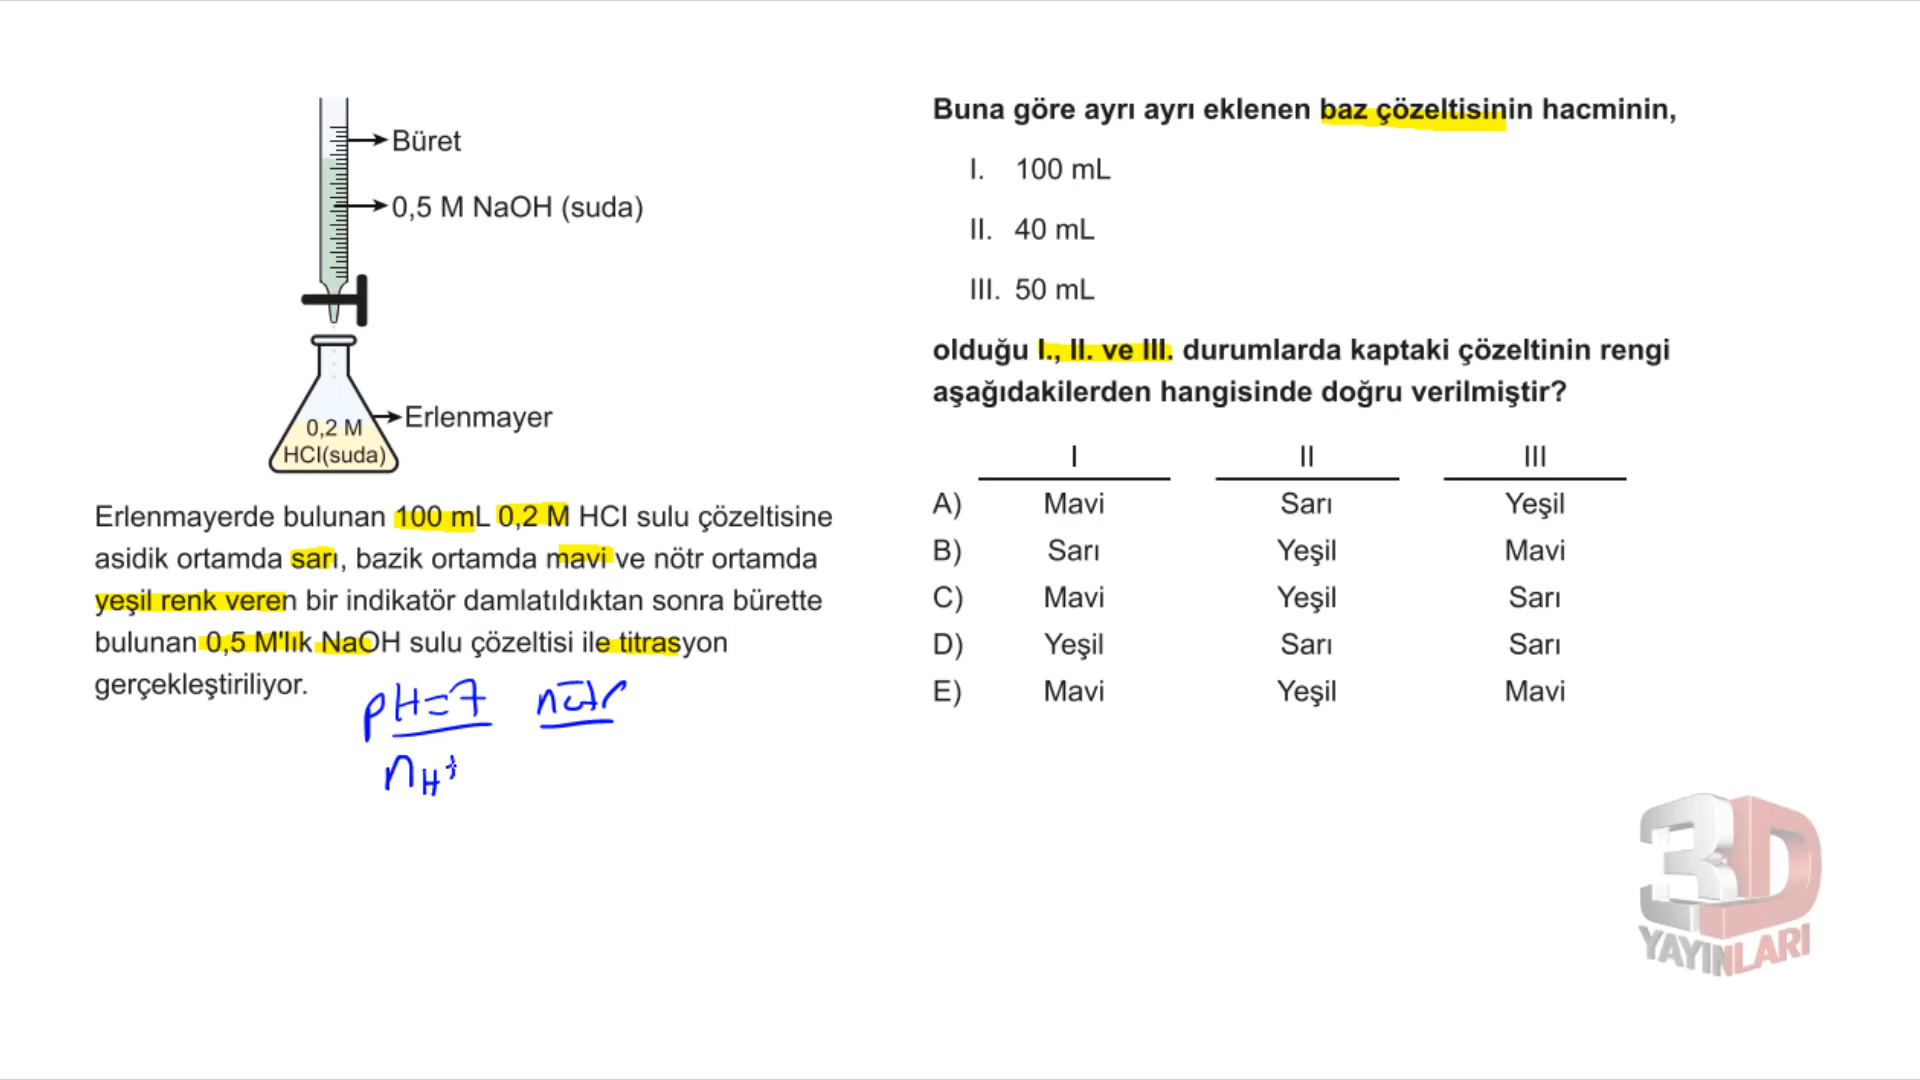 Büret
0,5 M NaOH (suda)
Erlenmayer
0,2 M
HCl(suda)
Erlenmayerde bulunan 100 mL 0,2 M HCl sulu çözeltisine
asidik ortamda sarı, bazik ortamda mavi ve nötr ortamda
yeşil renk veren bir indikatör damlatıldıktan sonra bürette
bulunan 0,5 M'lık NaOH sulu çözeltisi ile titrasyon
gerçekleştiriliyor.
pH=7 nötr
nH+
Buna göre ayrı ayrı eklenen baz çözeltisinin hacminin,
I. 100 mL
II. 40 mL
III. 50 mL
olduğu I., II. ve III. durumlarda kaptaki çözeltinin rengi
aşağıdakilerden hangisinde doğru verilmiştir?
I II III
A) Mavi Sarı Yeşil
B) Sarı Yeşil Mavi
C) Mavi Yeşil Sarı
D) Yeşil Sarı Sarı
E) Mavi Yeşil Mavi
3D
YAYINLARI